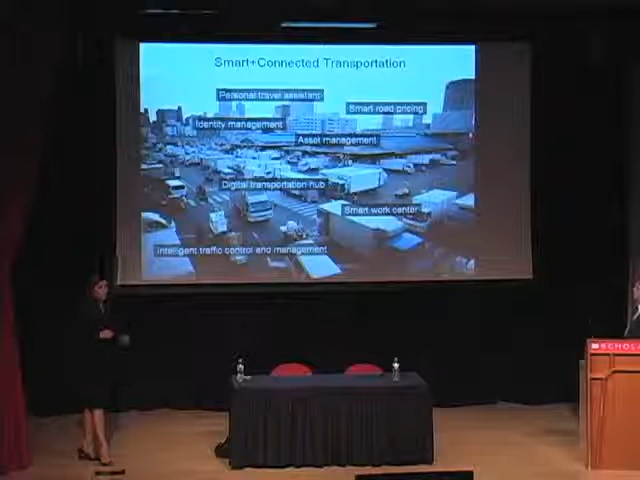 Smart+Connected Transportation
Personal travel assistant
Smart road pricing
Identity management
Asset management
Digital transportation hub
Smart work center
Intelligent traffic control and management